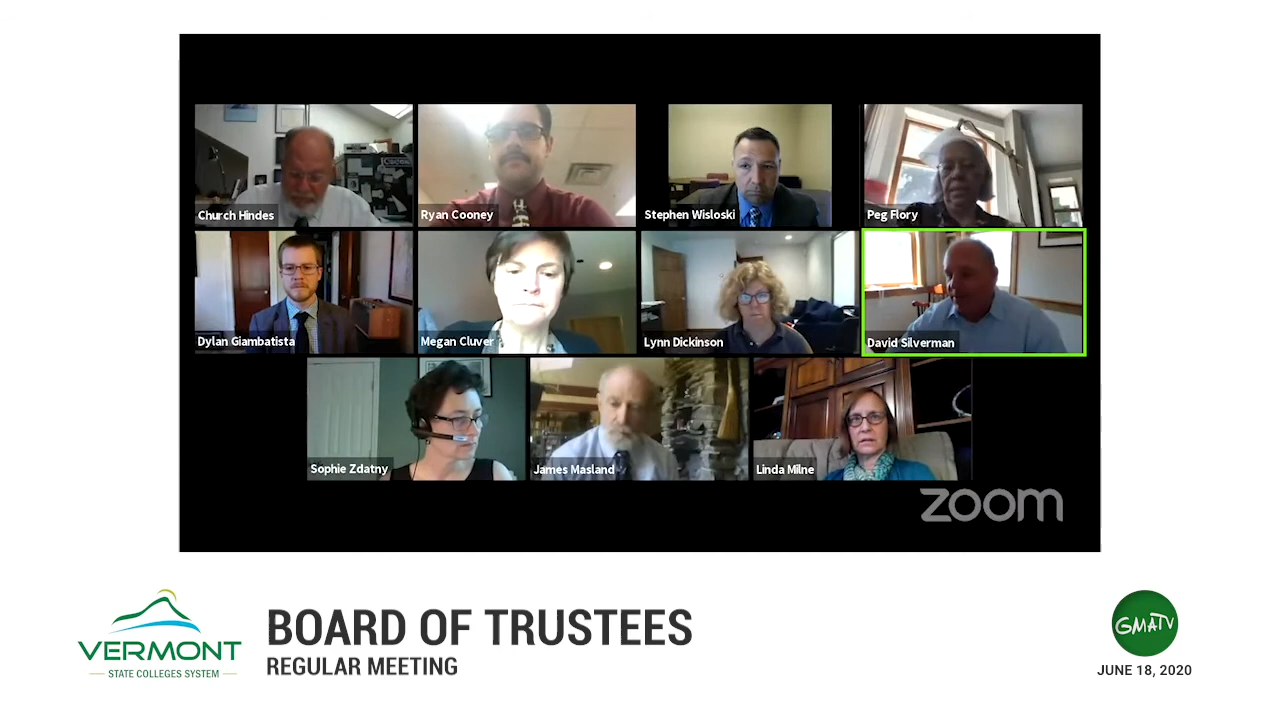 Church Hindes
Ryan Cooney
Stephen Wisloski
Peg Flory
Dylan Giambatista
Megan Cluver
Lynn Dickinson
David Silverman
Sophie Zdatny
James Masland
Linda Milne
zoom
VERMONT
STATE COLLEGES SYSTEM
BOARD OF TRUSTEES
REGULAR MEETING
GMATV
JUNE 18, 2020